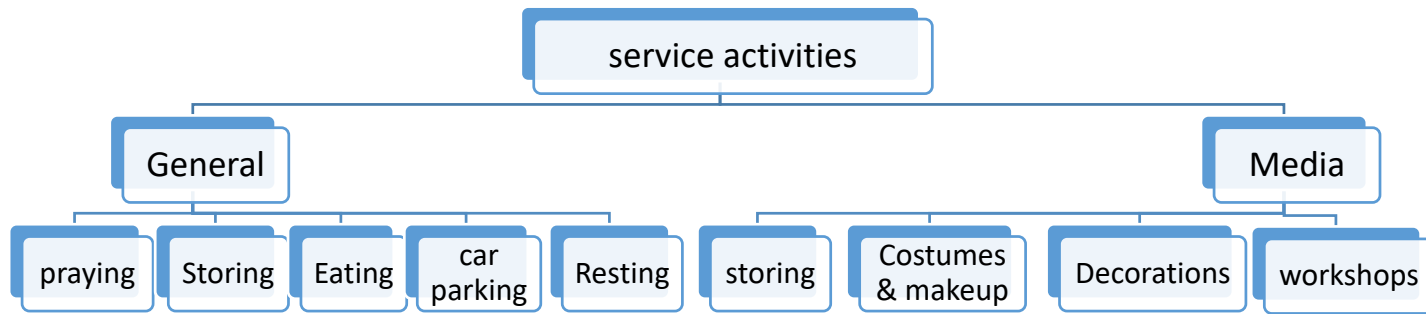 service activities
General
Media
praying
Storing
Eating
car
parking
Resting
storing
Costumes
& makeup
Decorations
workshops